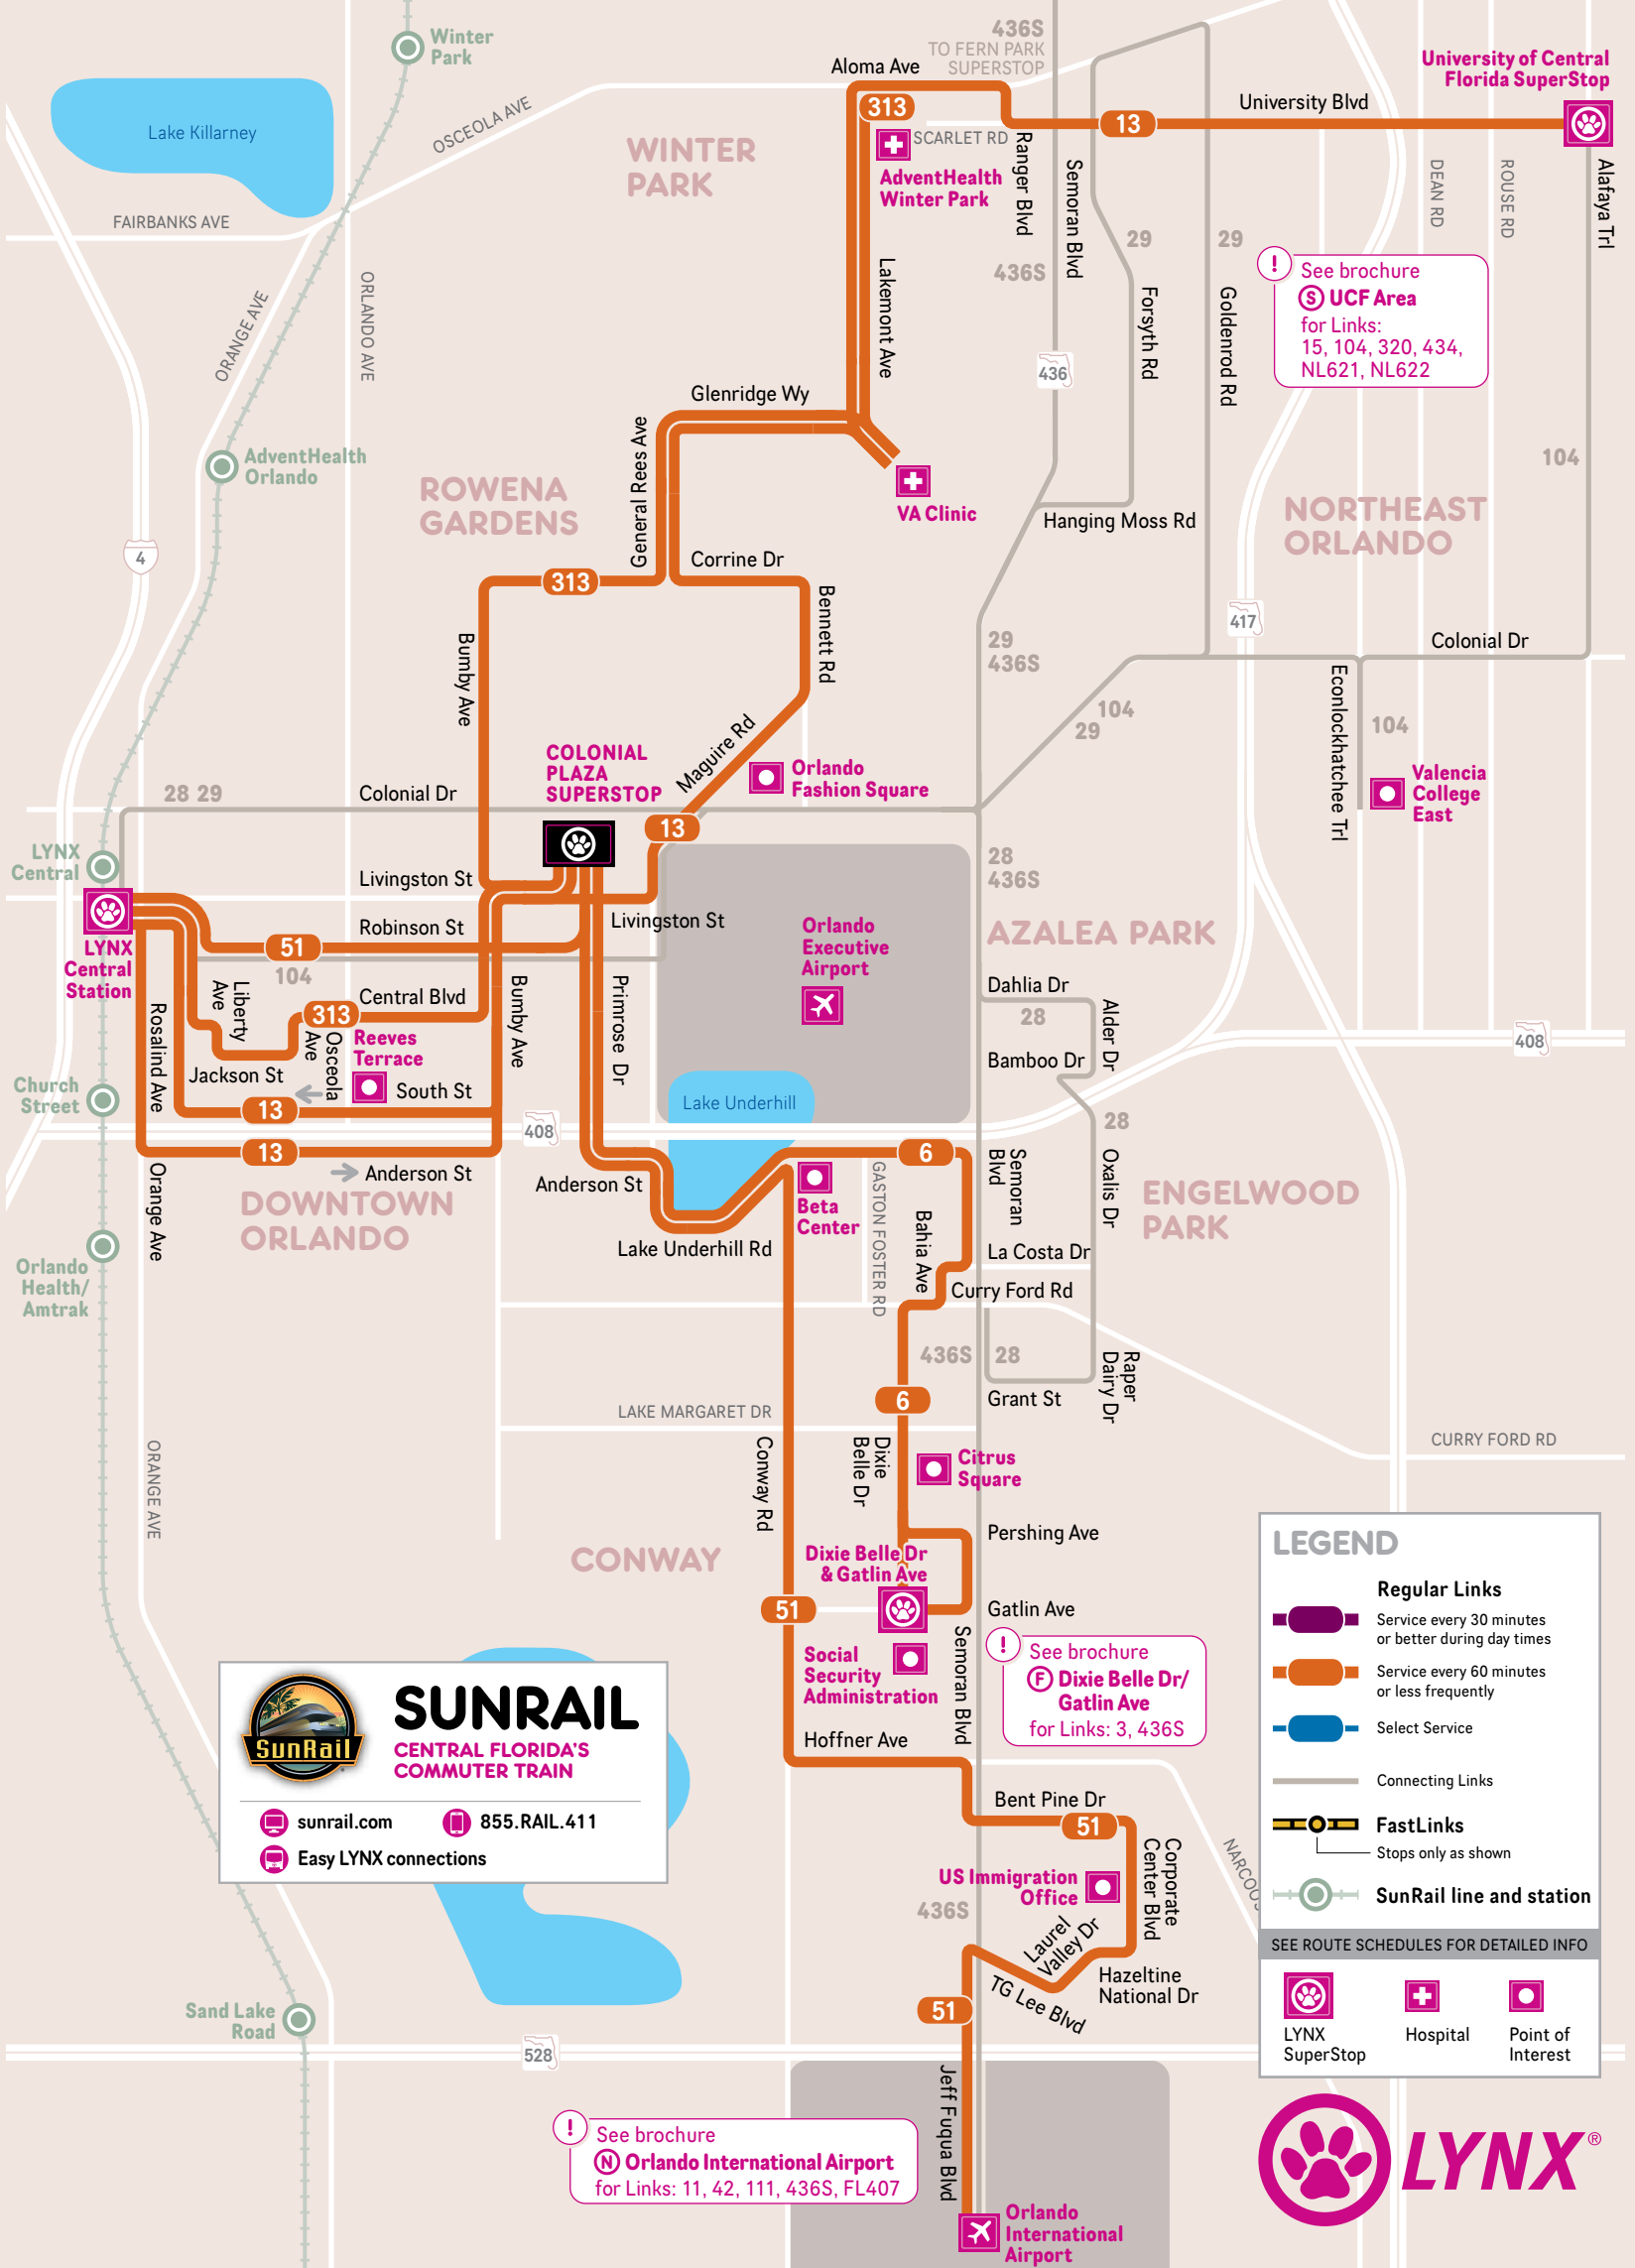 Winter
Park
436S
TO FERN PARK
SUPERSTOP
University of Central
Florida SuperStop
Aloma Ave
313
University Blvd
13
Lake Killarney
OSCEOLA AVE
WINTER
PARK
SCARLET RD
AdventHealth
Winter Park
Ranger Blvd
Semoran Blvd
DEAN RD
ROUSE RD
Alafaya Trl
FAIRBANKS AVE
29
29
436S
See brochure
S UCF Area
for Links:
15, 104, 320, 434,
NL621, NL622
ORANGE AVE
ORLANDO AVE
Lakemont Ave
Forsyth Rd
Goldenrod Rd
436
Glenridge Wy
General Rees Ave
AdventHealth
Orlando
104
ROWENA
GARDENS
VA Clinic
Hanging Moss Rd
NORTHEAST
ORLANDO
4
Corrine Dr
313
Bennett Rd
417
Bumby Ave
29
436S
Colonial Dr
Econlockhatchee Trl
104
29
104
Maguire Rd
COLONIAL
PLAZA
SUPERSTOP
Orlando
Fashion Square
Valencia
College
East
28 29
Colonial Dr
13
LYNX
Central
28
436S
Livingston St
Livingston St
Robinson St
51
104
LYNX
Central
Station
Orlando
Executive
Airport
AZALEA PARK
Liberty
Ave
Central Blvd
313
Bumby Ave
Primrose Dr
Dahlia Dr
28
Alder Dr
Rosalind Ave
Osceola
Ave
Reeves
Terrace
Bamboo Dr
408
Jackson St
South St
Church
Street
13
Lake Underhill
408
28
13
6
Anderson St
Orange Ave
Anderson St
DOWNTOWN
ORLANDO
Beta
Center
GASTON FOSTER RD
Bahia Ave
Semoran
Blvd
Oxalis Dr
ENGELWOOD
PARK
Lake Underhill Rd
La Costa Dr
Orlando
Health/
Amtrak
Curry Ford Rd
436S
28
Raper
Dairy Dr
6
Grant St
LAKE MARGARET DR
CURRY FORD RD
ORANGE AVE
Conway Rd
Dixie
Belle Dr
Citrus
Square
Pershing Ave
CONWAY
Dixie Belle Dr
& Gatlin Ave
51
Gatlin Ave
Social
Security
Administration
Semoran Blvd
See brochure
F Dixie Belle Dr/
Gatlin Ave
for Links: 3, 436S
Hoffner Ave
SunRail
SUNRAIL
CENTRAL FLORIDA'S
COMMUTER TRAIN
sunrail.com
855.RAIL.411
Easy LYNX connections
Bent Pine Dr
51
US Immigration
Office
Corporate
Center Blvd
436S
Laurel
Valley Dr
Hazeltine
National Dr
TG Lee Blvd
51
Sand Lake
Road
528
Jeff Fuqua Blvd
See brochure
N Orlando International Airport
for Links: 11, 42, 111, 436S, FL407
Orlando
International
Airport
LEGEND
Regular Links
Service every 30 minutes
or better during day times
Service every 60 minutes
or less frequently
Select Service
Connecting Links
FastLinks
Stops only as shown
SunRail line and station
SEE ROUTE SCHEDULES FOR DETAILED INFO
LYNX
SuperStop
Hospital
Point of
Interest
LYNX®